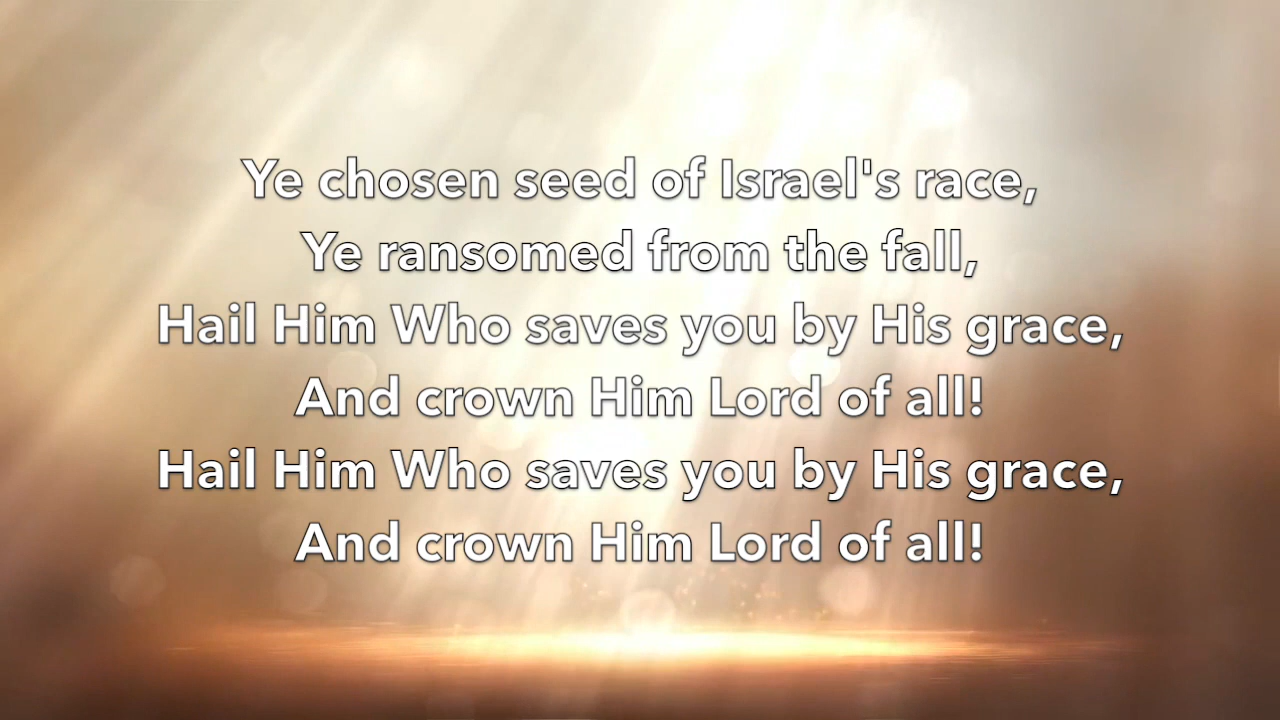 Ye chosen seed of Israel's race,
Ye ransomed from the fall,
Hail Him Who saves you by His grace,
And crown Him Lord of all!
Hail Him Who saves you by His grace,
And crown Him Lord of all!